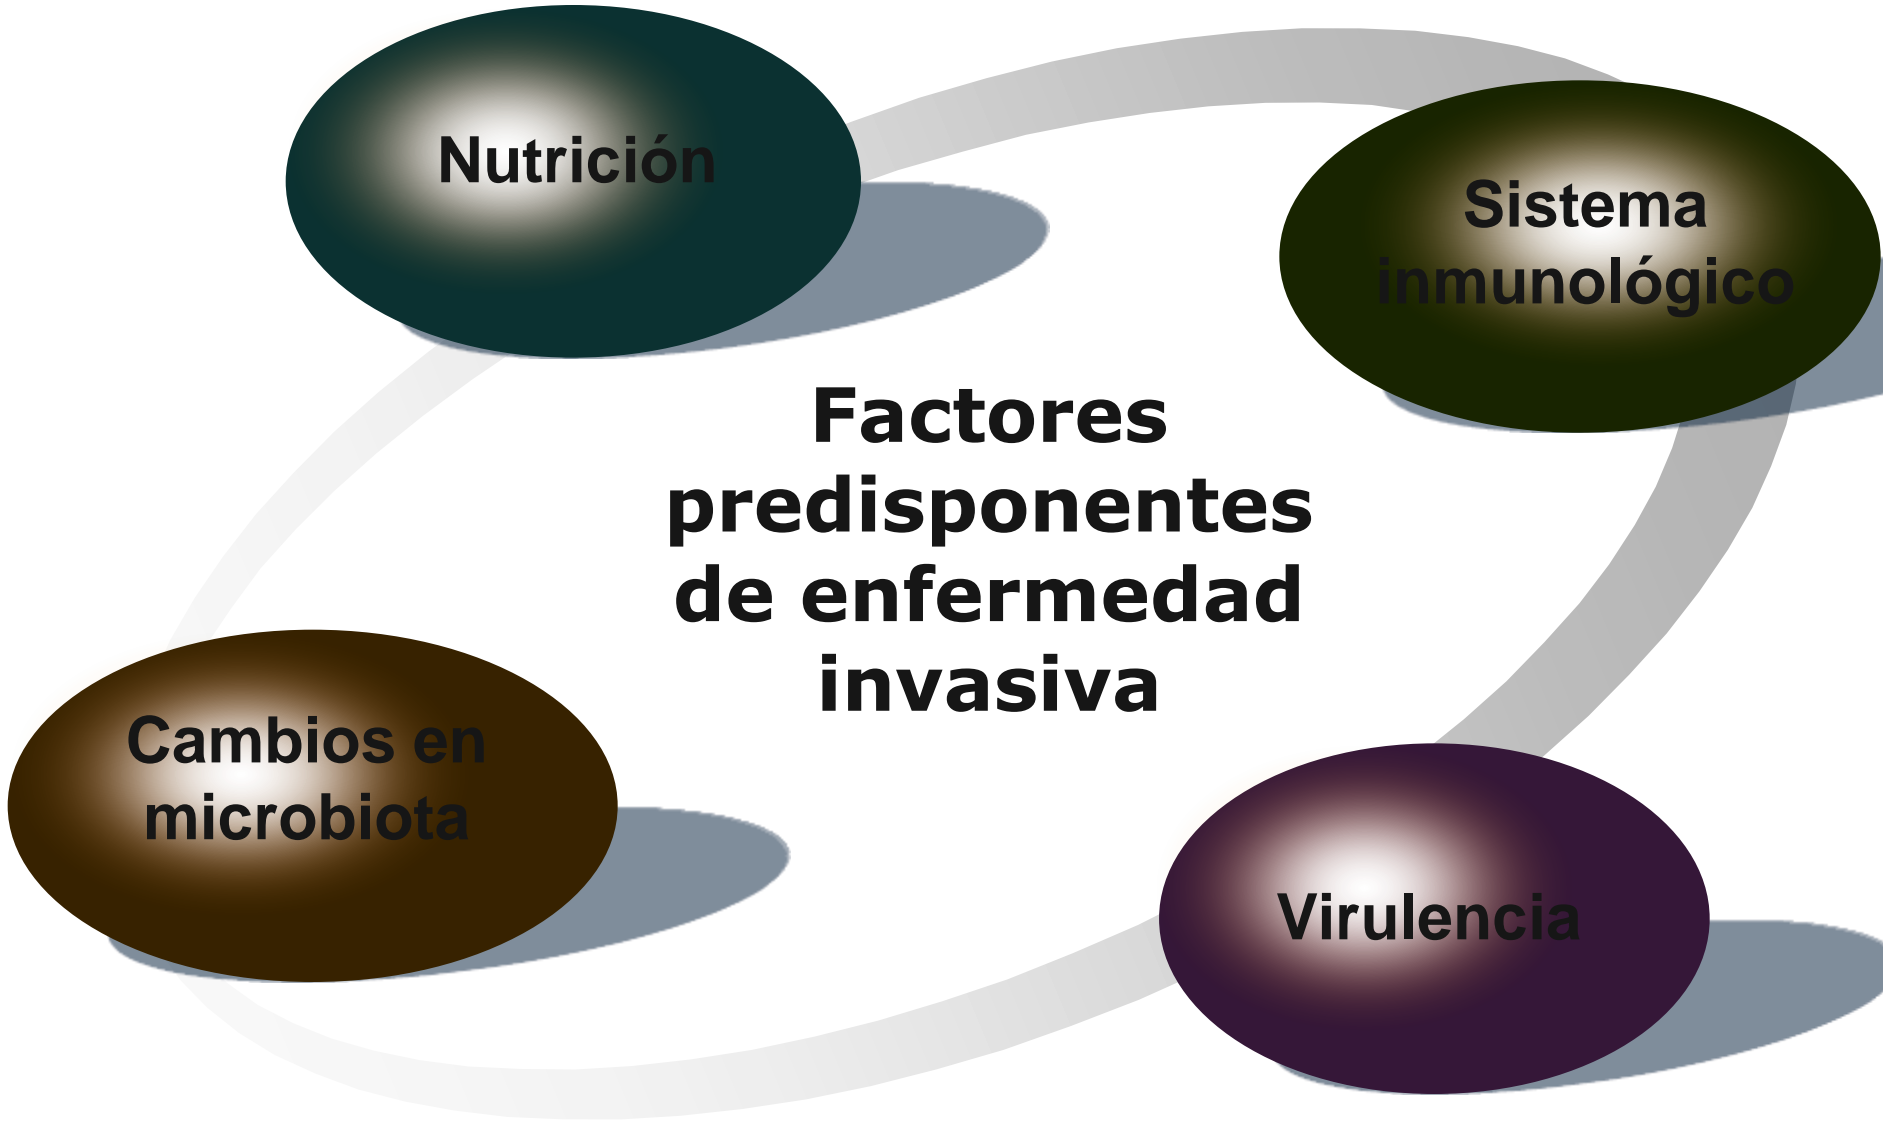 Nutrición
Sistema
inmunológico
Factores
predisponentes
de enfermedad
invasiva
Cambios en
microbiota
Virulencia